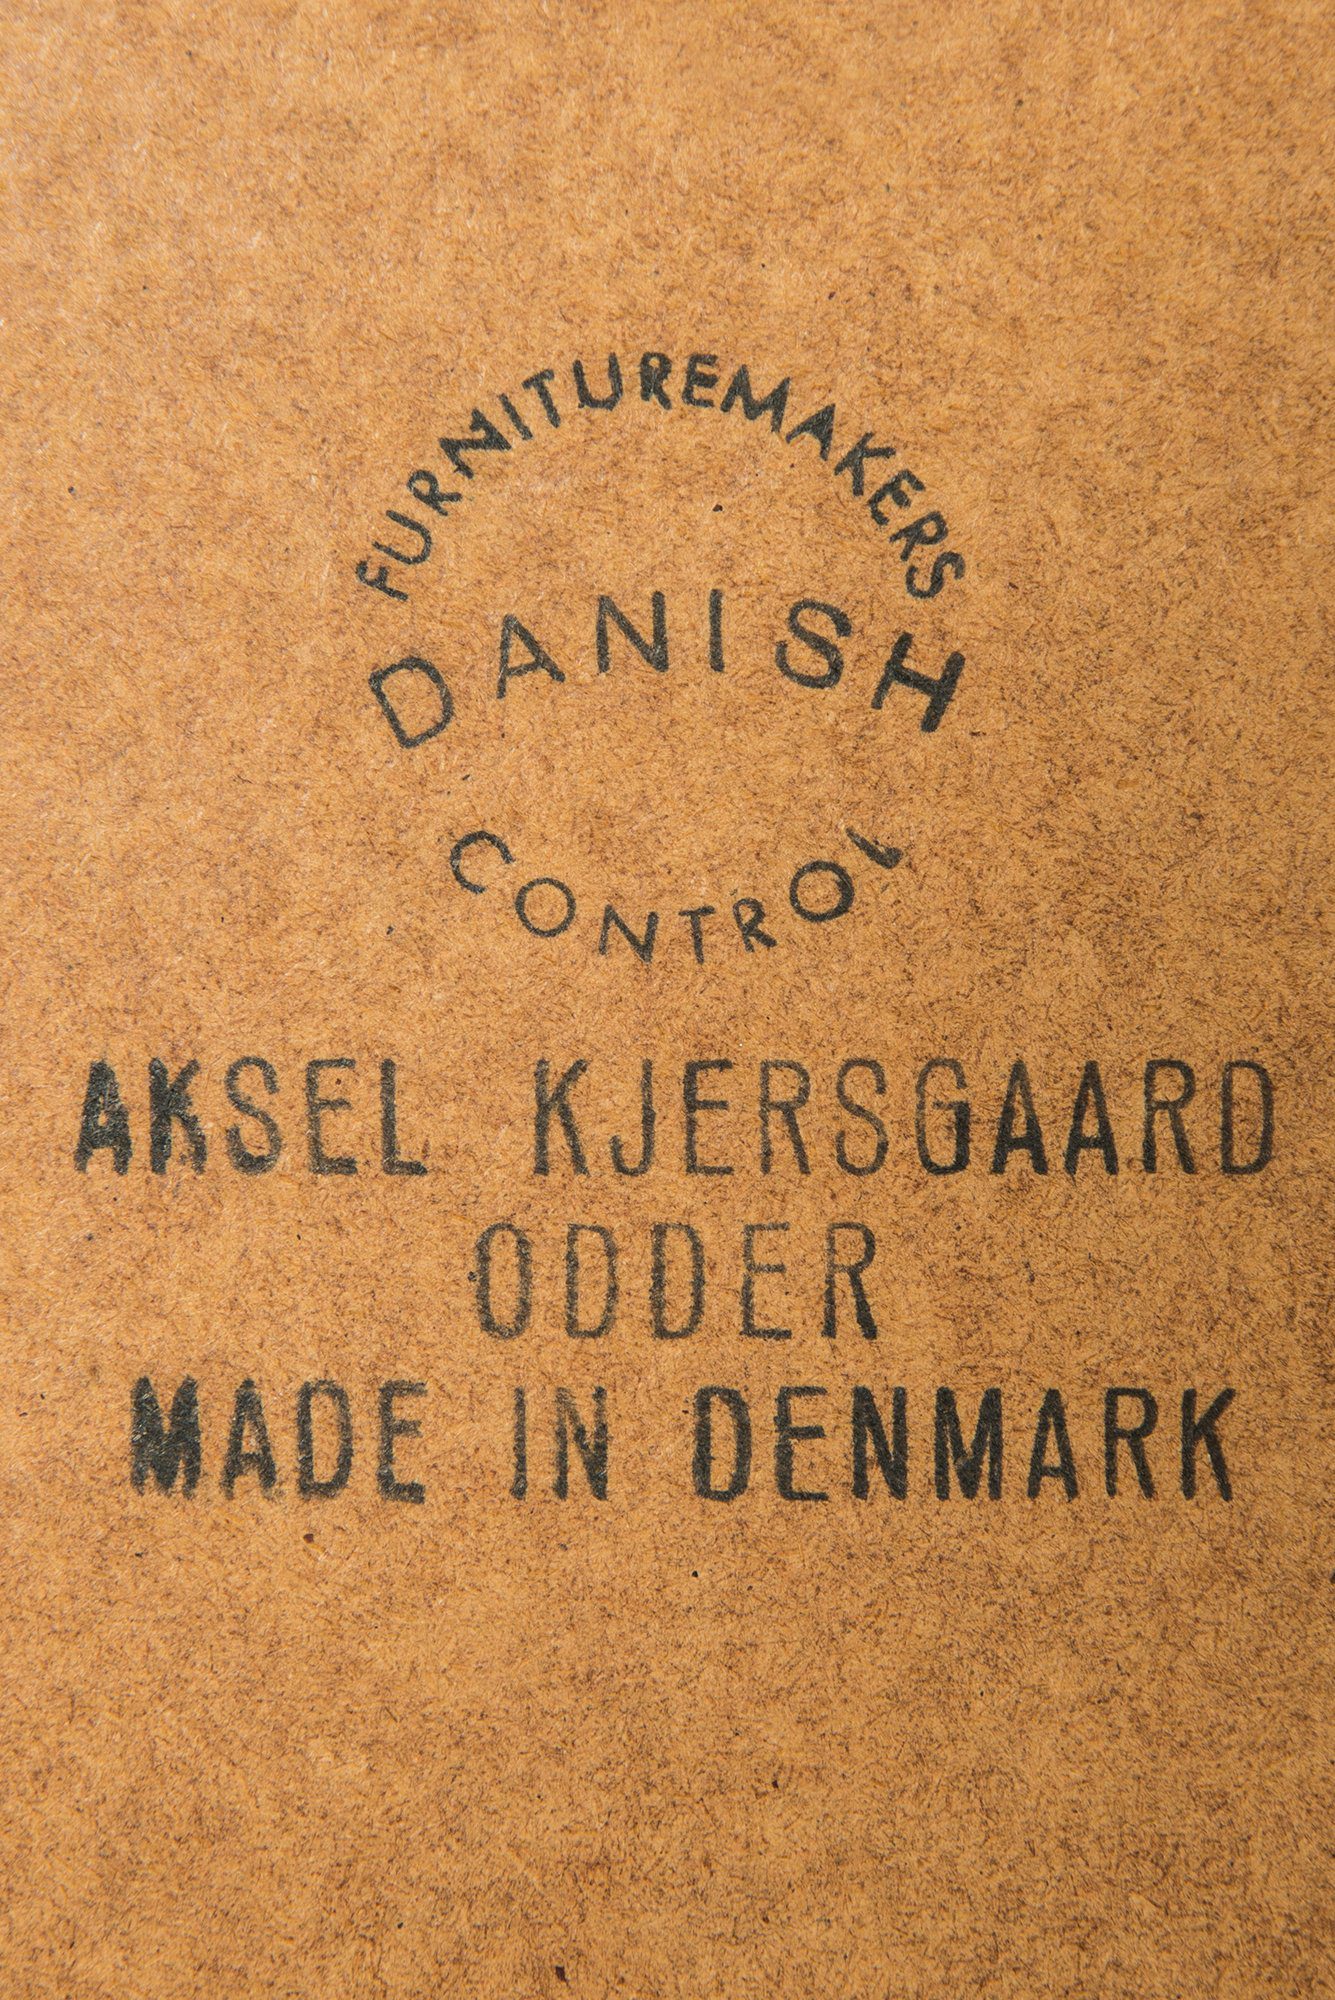 FURNITUREMAKERS
DANISH
CONTROL
AKSEL KJERSGAARD
ODDER
MADE IN DENMARK